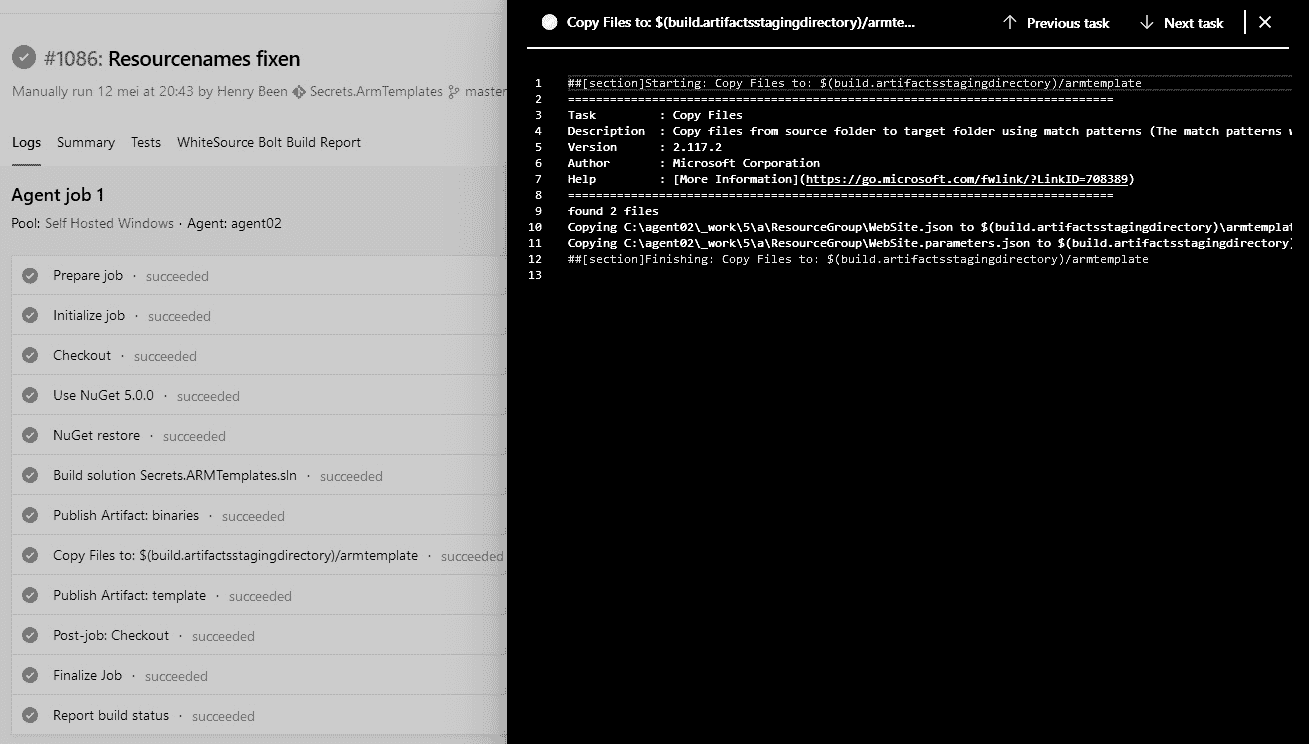 #1086: Resourcenames fixen
Manually run 12 mei at 20:43 by Henry Been Secrets.ArmTemplates master
Logs Summary Tests WhiteSource Bolt Build Report
Agent job 1
Pool: Self Hosted Windows · Agent: agent02
Prepare job · succeeded
Initialize job · succeeded
Checkout · succeeded
Use NuGet 5.0.0 · succeeded
NuGet restore · succeeded
Build solution Secrets.ARMTemplates.sln · succeeded
Publish Artifact: binaries · succeeded
Copy Files to: $(build.artifactsstagingdirectory)/armtemplate · succeeded
Publish Artifact: template · succeeded
Post-job: Checkout · succeeded
Finalize Job · succeeded
Report build status · succeeded
Copy Files to: $(build.artifactsstagingdirectory)/armte... Previous task Next task
1 ##[section]Starting: Copy Files to: $(build.artifactsstagingdirectory)/armtemplate
2 ==============================================================================
3 Task : Copy Files
4 Description : Copy files from source folder to target folder using match patterns (The match patterns w
5 Version : 2.117.2
6 Author : Microsoft Corporation
7 Help : [More Information](https://go.microsoft.com/fwlink/?LinkID=708389)
8 ==============================================================================
9 found 2 files
10 Copying C:\agent02\_work\5\a\ResourceGroup\WebSite.json to $(build.artifactsstagingdirectory)\armtemplat
11 Copying C:\agent02\_work\5\a\ResourceGroup\WebSite.parameters.json to $(build.artifactsstagingdirectory)
12 ##[section]Finishing: Copy Files to: $(build.artifactsstagingdirectory)/armtemplate
13